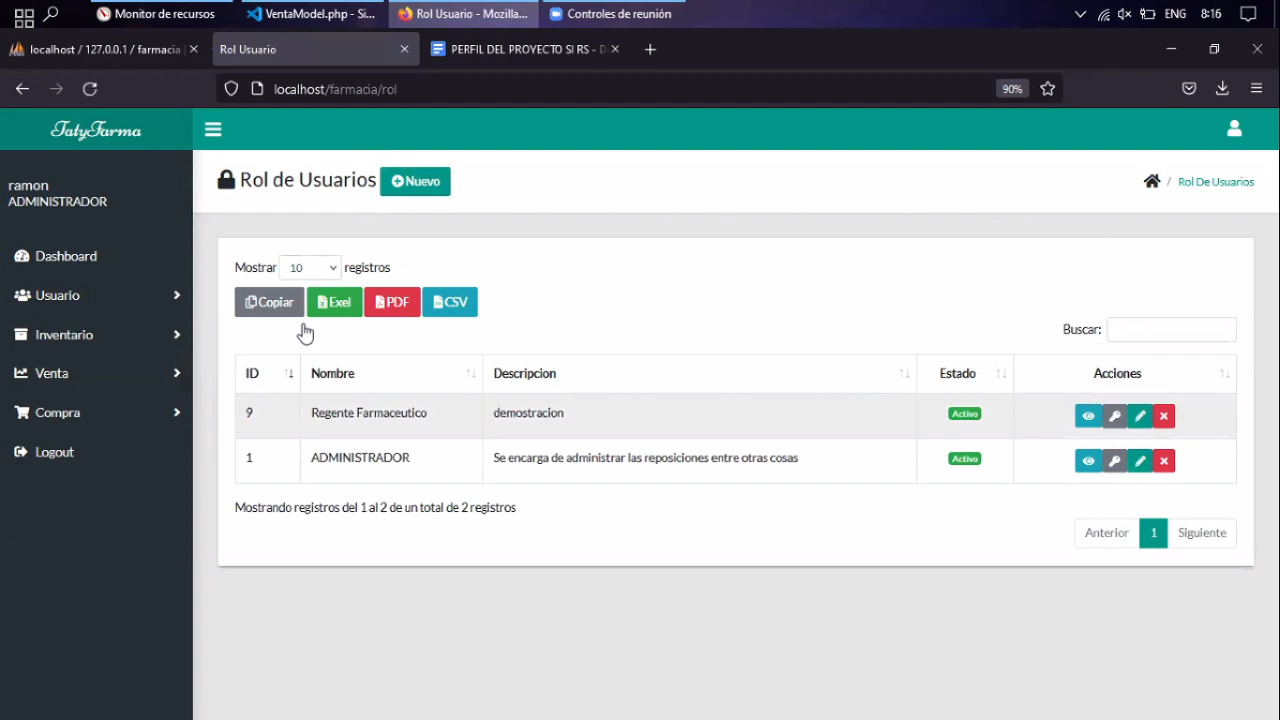 Monitor de recursos
VentaModel.php - Si...
Rol Usuario - Mozilla...
Controles de reunión
ENG
8:16
localhost / 127.0.0.1 / farmacia
Rol Usuario
PERFIL DEL PROYECTO SI RS - D
localhost/farmacia/rol
90%
TatyFarma
ramon
ADMINISTRADOR
Dashboard
Usuario
Inventario
Venta
Compra
Logout
Rol de Usuarios
Nuevo
/ Rol De Usuarios
Mostrar 10 registros
Copiar
Exel
PDF
CSV
Buscar:
ID Nombre Descripcion Estado Acciones
9 Regente Farmaceutico demostracion Activo
1 ADMINISTRADOR Se encarga de administrar las reposiciones entre otras cosas Activo
Mostrando registros del 1 al 2 de un total de 2 registros
Anterior 1 Siguiente